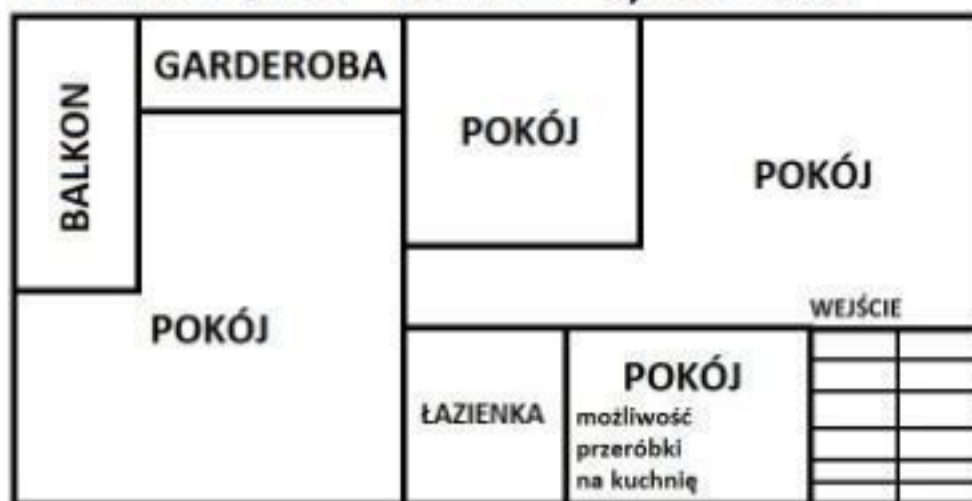 GARDEROBA
BALKON
POKÓJ
POKÓJ
POKÓJ
WEJŚCIE
ŁAZIENKA
POKÓJ
możliwość
przeróbki
na kuchnię